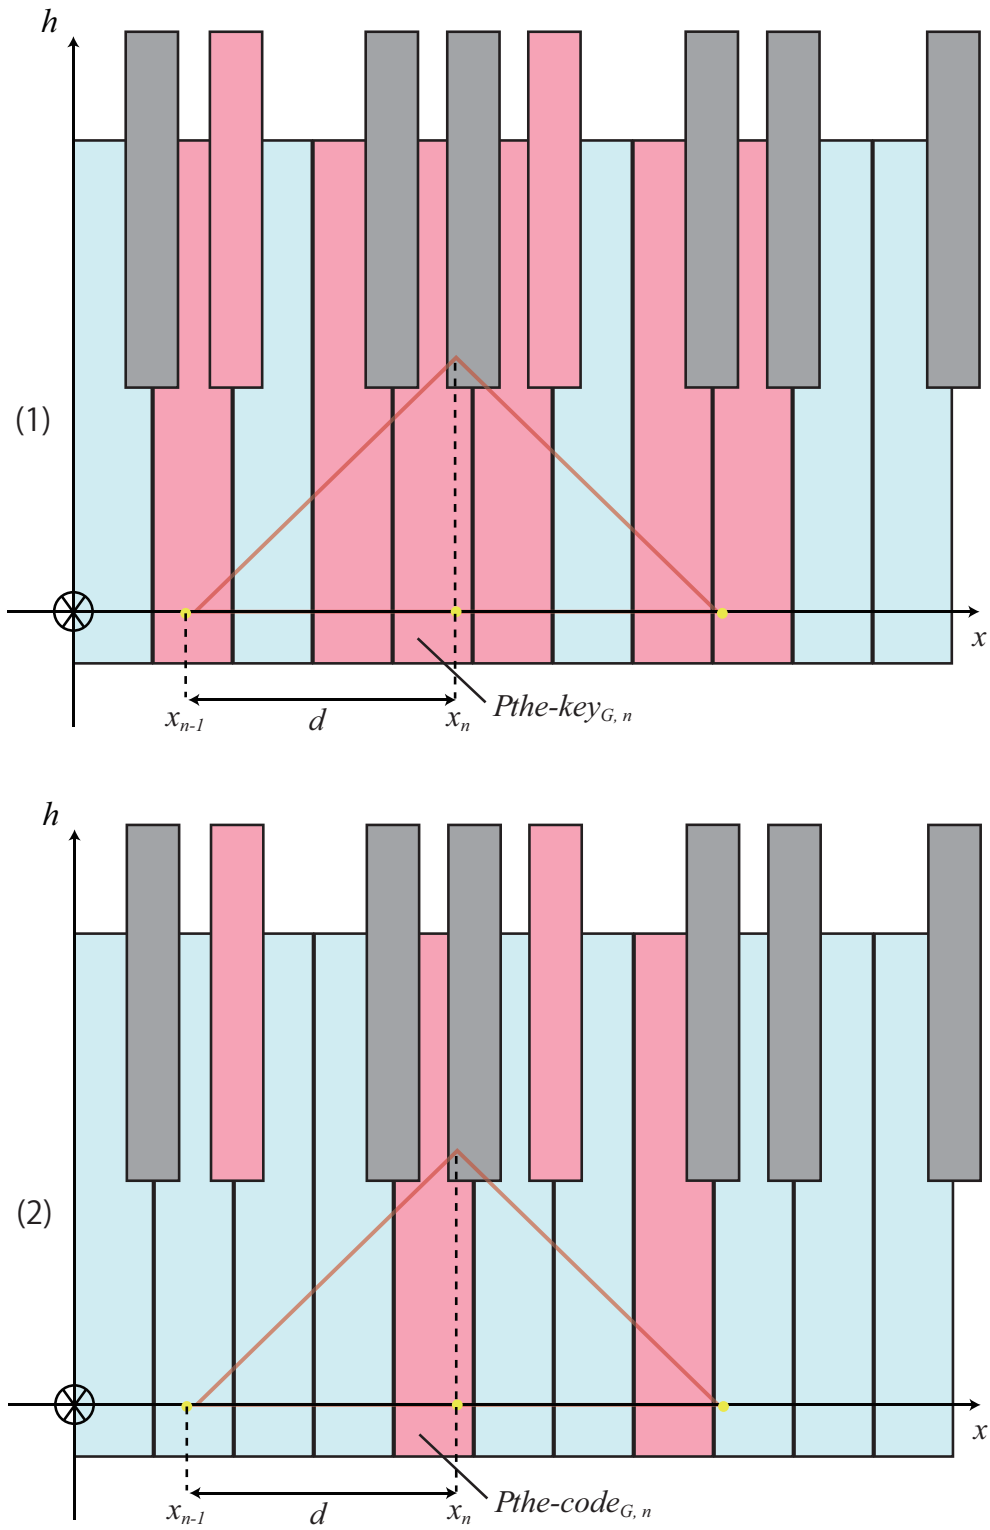 h
(1)
x
xn-1
d
xn
Pthe-keyG, n
h
(2)
x
xn-1
d
xn
Pthe-codeG, n